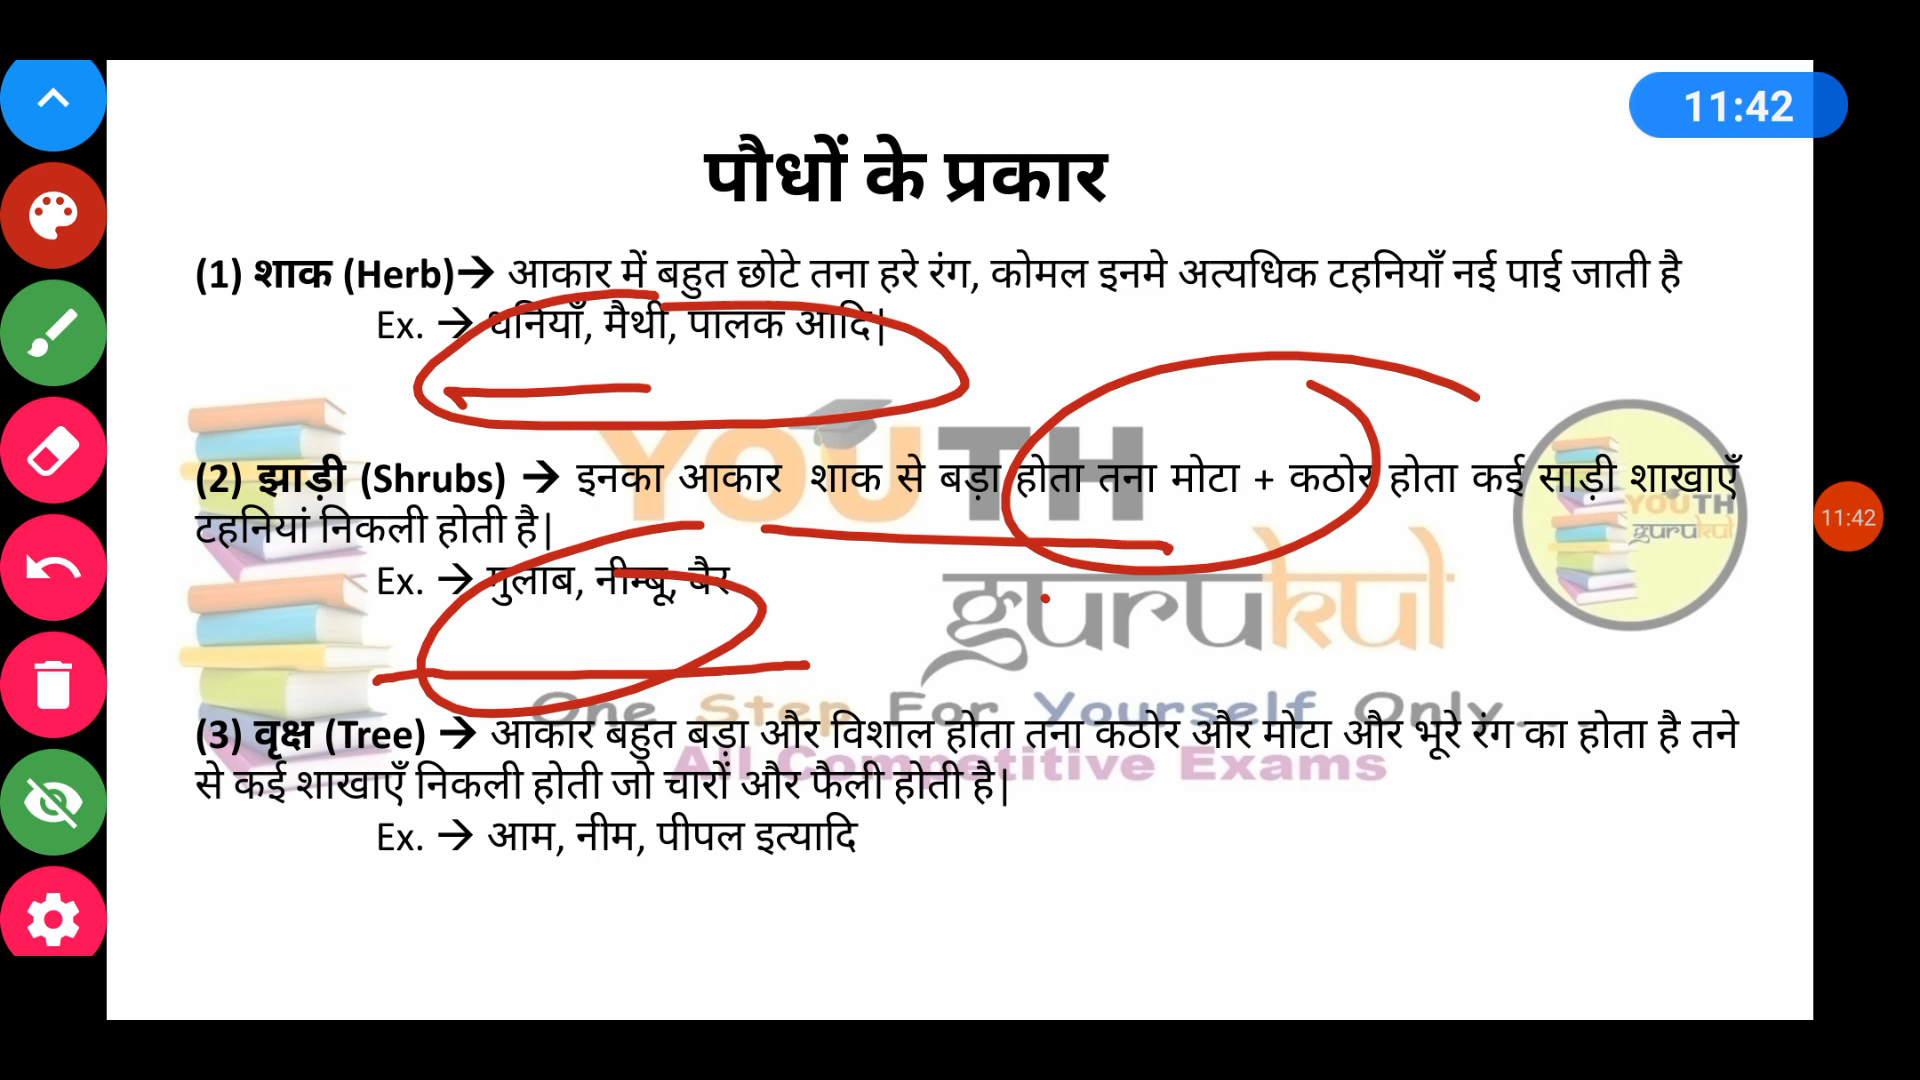 11:42
पौधों के प्रकार
(1) शाक (Herb)→ आकार में बहुत छोटे तना हरे रंग, कोमल इनमे अत्यधिक टहनियाँ नई पाई जाती है
Ex. → धनियाँ, मैथी, पालक आदि|
(2) झाड़ी (Shrubs) → इनका आकार शाक से बड़ा होता तना मोटा + कठोर होता कई साड़ी शाखाएँ
टहनियां निकली होती है|
Ex. → गुलाब, नीम्बू, बैर
(3) वृक्ष (Tree) → आकार बहुत बड़ा और विशाल होता तना कठोर और मोटा और भूरे रंग का होता है तने
से कई शाखाएँ निकली होती जो चारों और फैली होती है|
Ex. → आम, नीम, पीपल इत्यादि
YOUTH
gurukul
One Step For Yourself Only...
All Competitive Exams
YOUTH
gurukul
11:42